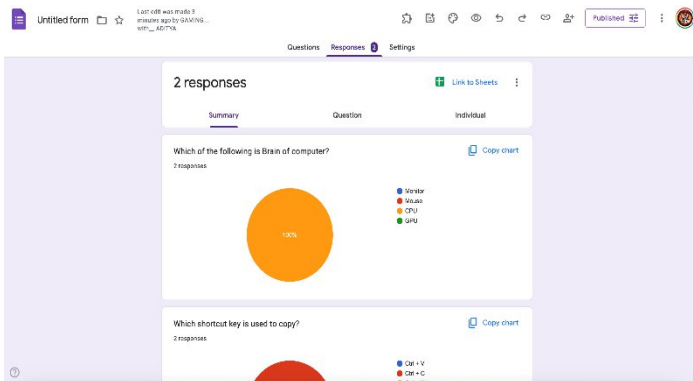 Untitled form
Last edit was made 3
minutes ago by GAMING...
with__ ADITYA
Published
Questions Responses 2 Settings
2 responses
Link to Sheets
Summary Question Individual
Which of the following is Brain of computer?
Copy chart
2 responses
Monitor
Mouse
CPU
GPU
100%
Which shortcut key is used to copy?
Copy chart
2 responses
Ctrl + V
Ctrl + C